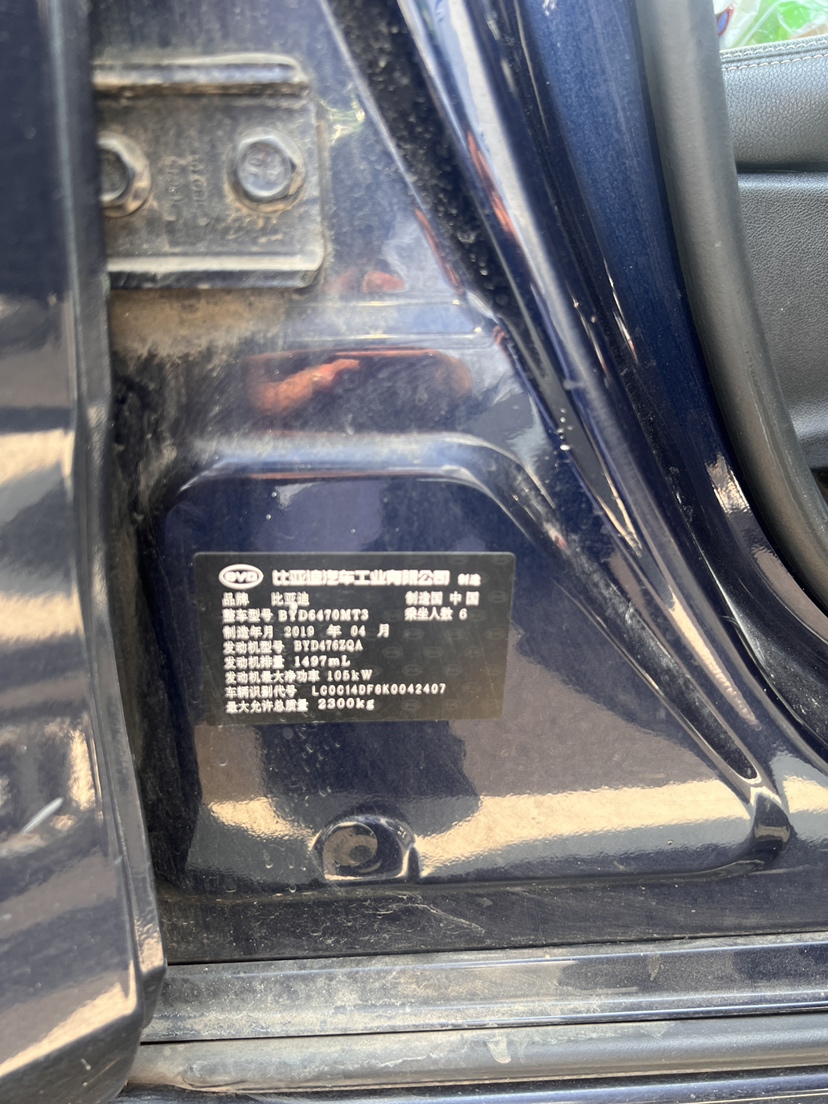 BYD 比亚迪汽车工业有限公司 制造
品牌 比亚迪 制造国 中国
整车型号 BYD6470MT3 乘坐人数 6
制造年月 2019 年 04 月
发动机型号 BYD476ZQA
发动机排量 1497mL
发动机最大净功率 105kW
车辆识别代号 LC0C14DF6K0042407
最大允许总质量 2300kg